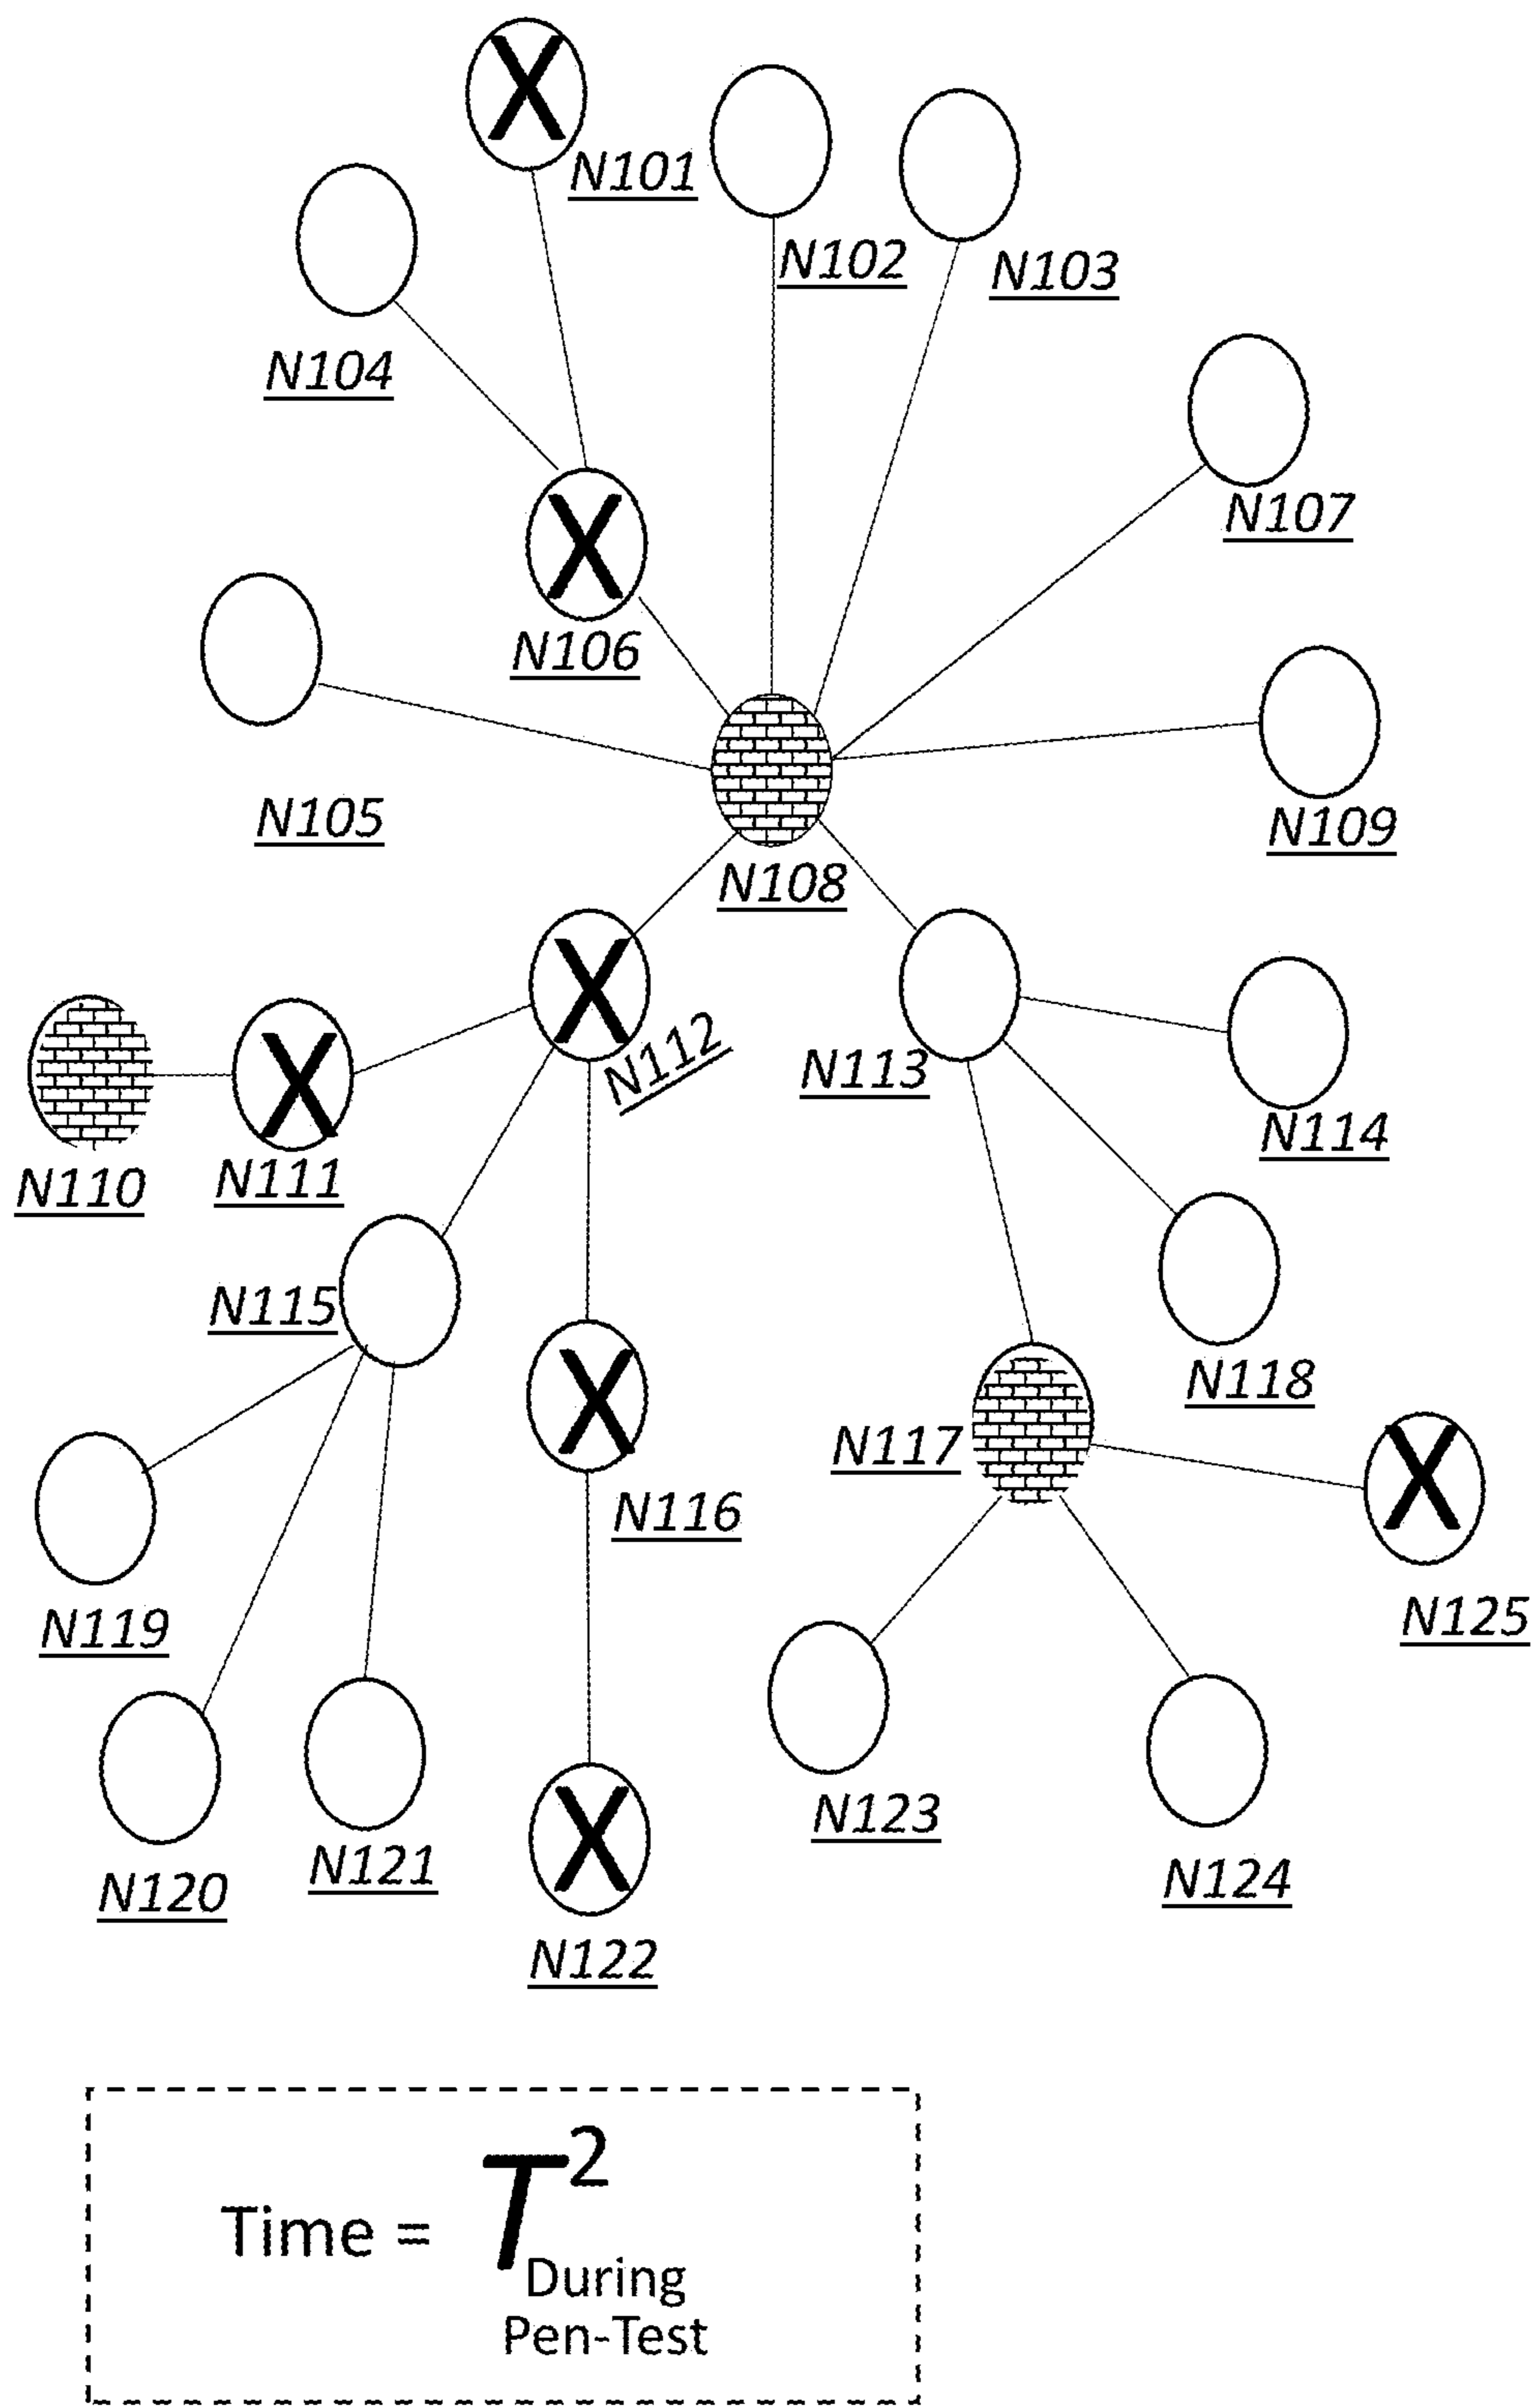 N101
N102
N103
N104
N107
N106
N105
N109
N108
N112
N113
N114
N110
N111
N115
N118
N117
N116
N119
N125
N123
N121
N124
N120
N122
X
X
X
X
X
X
X
Time = T²
During
Pen-Test